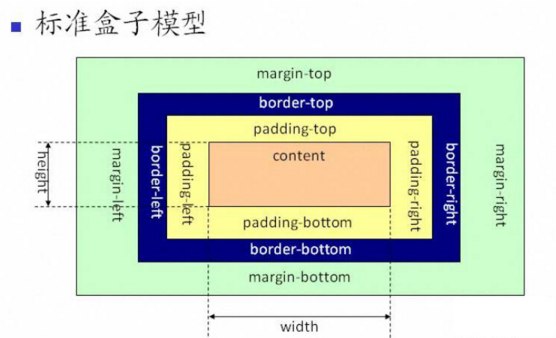 标准盒子模型
margin-top
border-top
padding-top
content
height
margin-left
border-left
padding-left
padding-right
border-right
margin-right
padding-bottom
border-bottom
margin-bottom
width